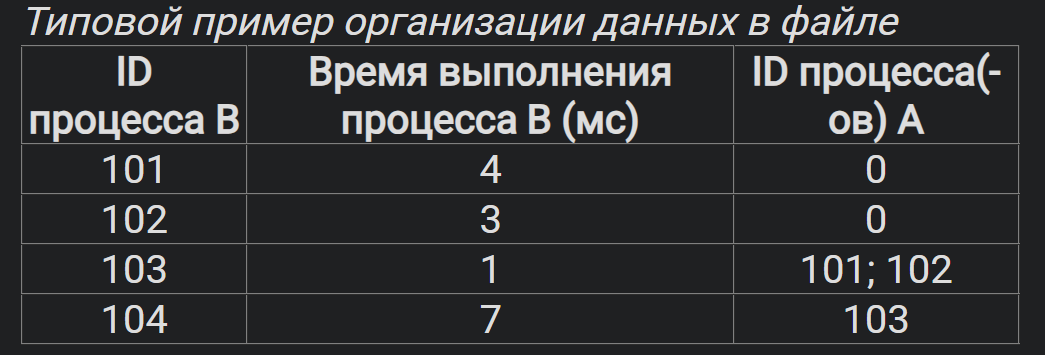 Типовой пример организации данных в файле
ID процесса B | Время выполнения процесса B (мс) | ID процесса(-ов) A
101 | 4 | 0
102 | 3 | 0
103 | 1 | 101; 102
104 | 7 | 103